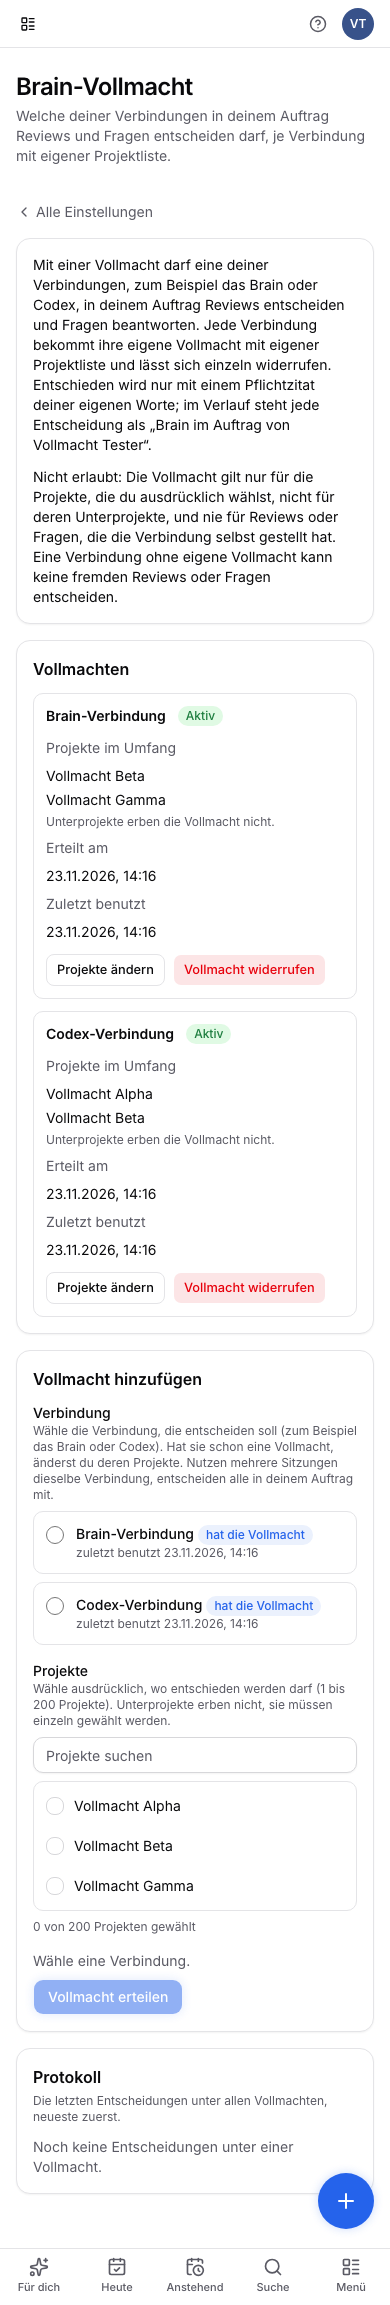 VT
Brain-Vollmacht
Welche deiner Verbindungen in deinem Auftrag
Reviews und Fragen entscheiden darf, je Verbindung
mit eigener Projektliste.
Alle Einstellungen
Mit einer Vollmacht darf eine deiner
Verbindungen, zum Beispiel das Brain oder
Codex, in deinem Auftrag Reviews entscheiden
und Fragen beantworten. Jede Verbindung
bekommt ihre eigene Vollmacht mit eigener
Projektliste und lässt sich einzeln widerrufen.
Entschieden wird nur mit einem Pflichtzitat
deiner eigenen Worte; im Verlauf steht jede
Entscheidung als „Brain im Auftrag von
Vollmacht Tester“.
Nicht erlaubt: Die Vollmacht gilt nur für die
Projekte, die du ausdrücklich wählst, nicht für
deren Unterprojekte, und nie für Reviews oder
Fragen, die die Verbindung selbst gestellt hat.
Eine Verbindung ohne eigene Vollmacht kann
keine fremden Reviews oder Fragen
entscheiden.
Vollmachten
Brain-Verbindung Aktiv
Projekte im Umfang
Vollmacht Beta
Vollmacht Gamma
Unterprojekte erben die Vollmacht nicht.
Erteilt am
23.11.2026, 14:16
Zuletzt benutzt
23.11.2026, 14:16
Projekte ändern Vollmacht widerrufen
Codex-Verbindung Aktiv
Projekte im Umfang
Vollmacht Alpha
Vollmacht Beta
Unterprojekte erben die Vollmacht nicht.
Erteilt am
23.11.2026, 14:16
Zuletzt benutzt
23.11.2026, 14:16
Projekte ändern Vollmacht widerrufen
Vollmacht hinzufügen
Verbindung
Wähle die Verbindung, die entscheiden soll (zum Beispiel
das Brain oder Codex). Hat sie schon eine Vollmacht,
änderst du deren Projekte. Nutzen mehrere Sitzungen
dieselbe Verbindung, entscheiden alle in deinem Auftrag
mit.
Brain-Verbindung hat die Vollmacht
zuletzt benutzt 23.11.2026, 14:16
Codex-Verbindung hat die Vollmacht
zuletzt benutzt 23.11.2026, 14:16
Projekte
Wähle ausdrücklich, wo entschieden werden darf (1 bis
200 Projekte). Unterprojekte erben nicht, sie müssen
einzeln gewählt werden.
Projekte suchen
Vollmacht Alpha
Vollmacht Beta
Vollmacht Gamma
0 von 200 Projekten gewählt
Wähle eine Verbindung.
Vollmacht erteilen
Protokoll
Die letzten Entscheidungen unter allen Vollmachten,
neueste zuerst.
Noch keine Entscheidungen unter einer
Vollmacht.
Für dich Heute Anstehend Suche Menü